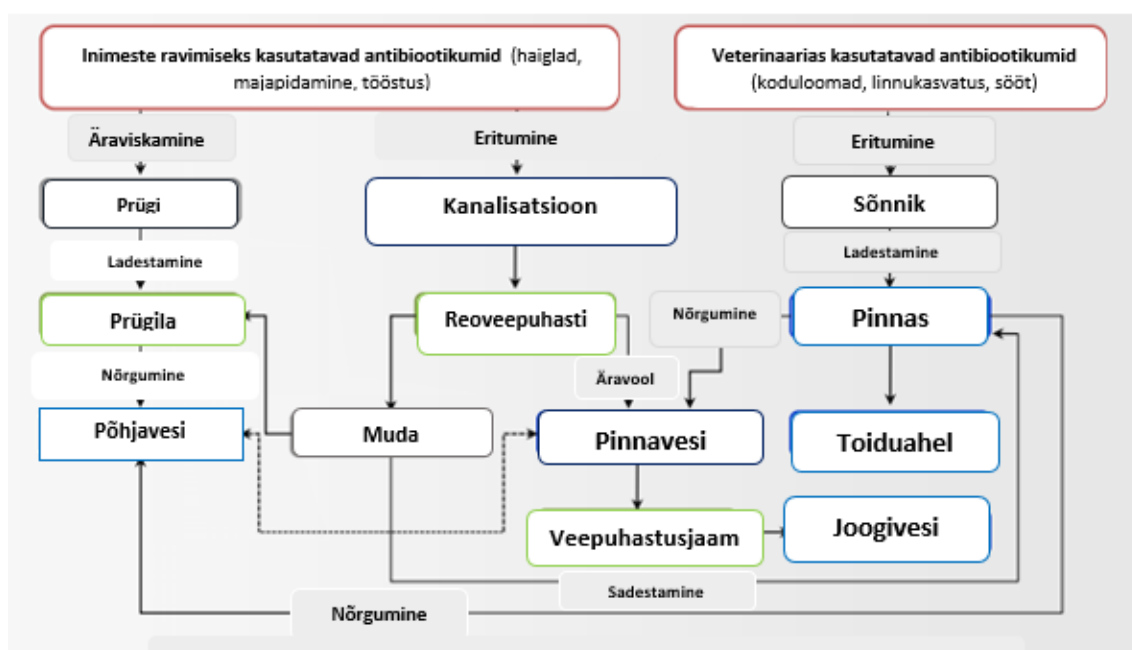 Inimeste ravimiseks kasutatavad antibiootikumid (haiglad,
majapidamine, tööstus)
Veterinaarias kasutatavad antibiootikumid
(koduloomad, linnukasvatus, sööt)
Äraviskamine
Eritumine
Eritumine
Prügi
Kanalisatsioon
Sõnnik
Ladestamine
Ladestamine
Prügila
Reoveepuhasti
Nõrgumine
Pinnas
Nõrgumine
Äravool
Põhjavesi
Muda
Pinnavesi
Toiduahel
Veepuhastusjaam
Joogivesi
Sadestamine
Nõrgumine